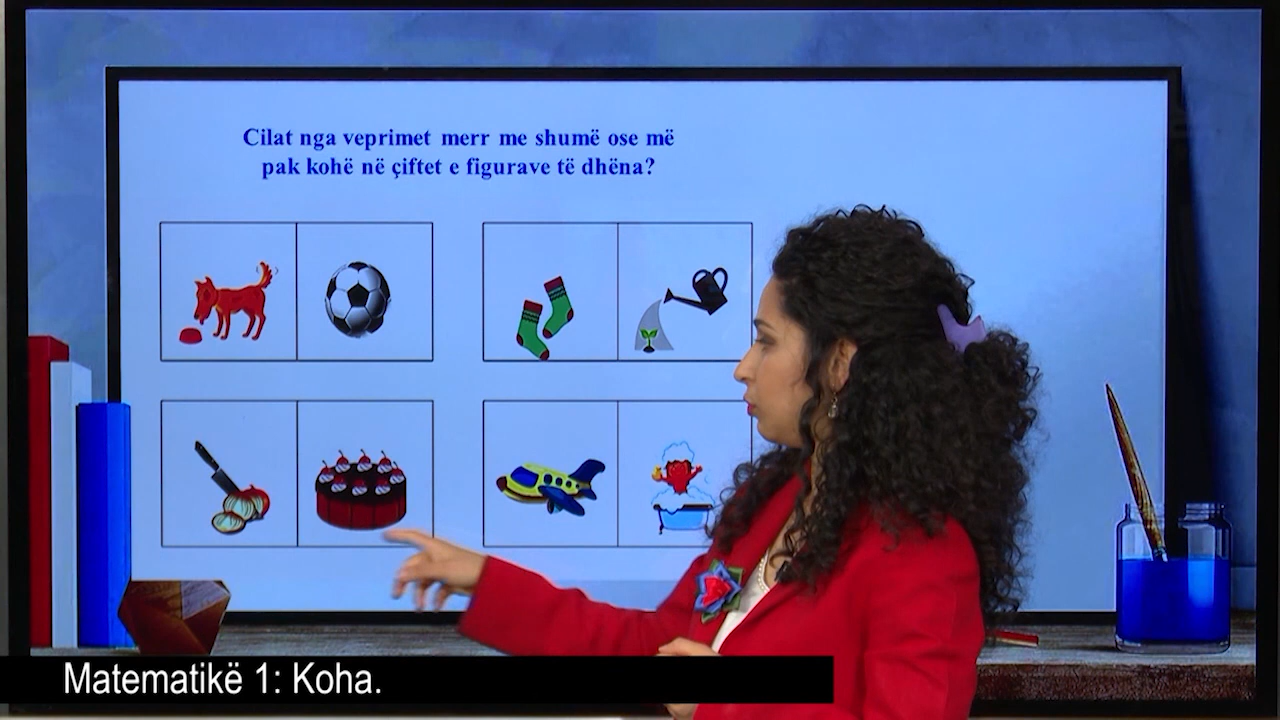 Cilat nga veprimet merr me shumë ose më
pak kohë në çiftet e figurave të dhëna?
Matematikë 1: Koha.